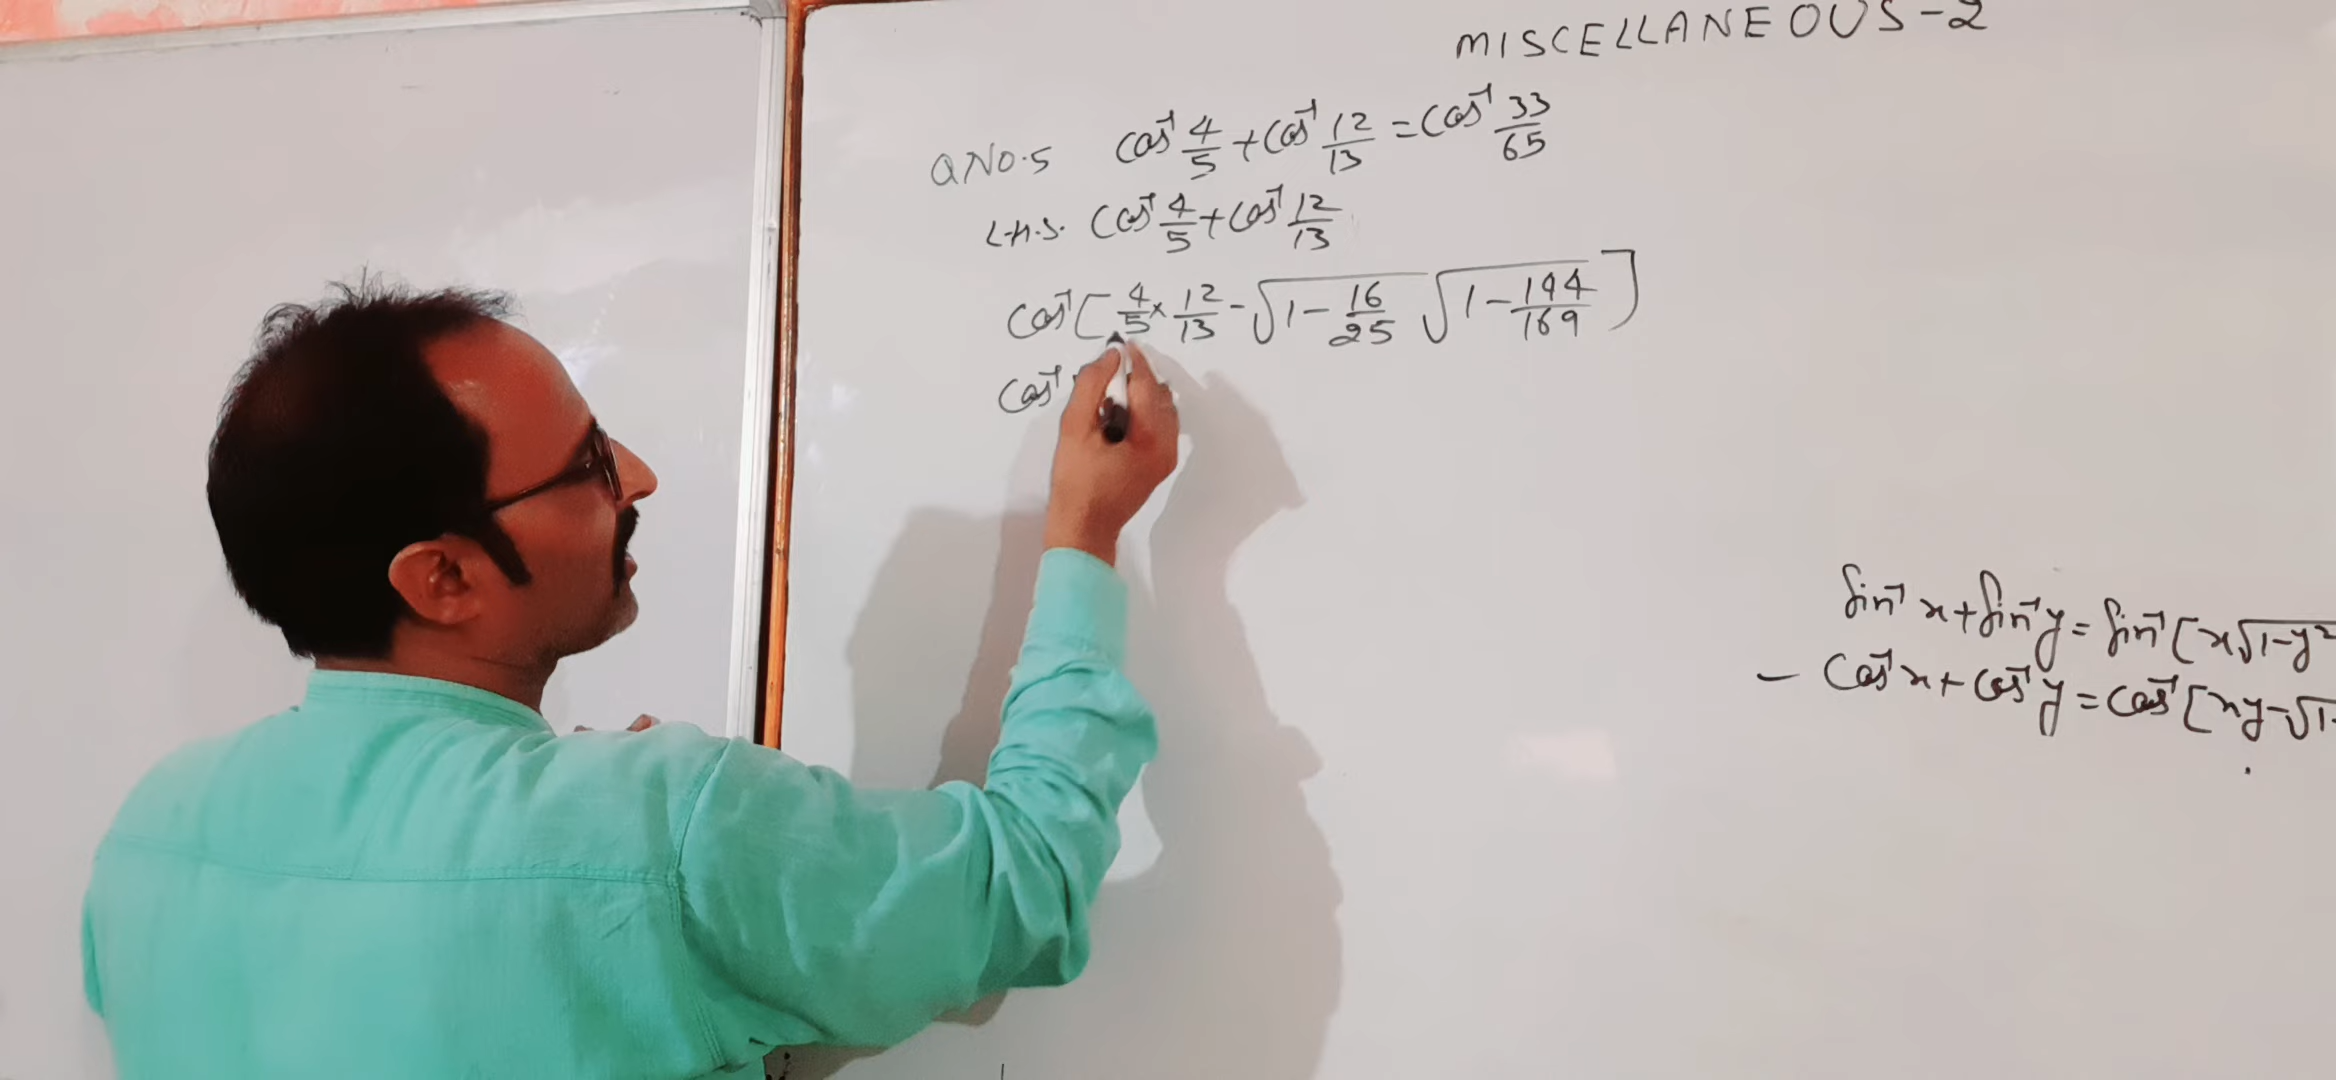 MISCELLANEOUS-2
Q NO.5 cos⁻¹ 4/5 + cos⁻¹ 12/13 = cos⁻¹ 33/65
L.H.S. cos⁻¹ 4/5 + cos⁻¹ 12/13
cos⁻¹ [ 4/5 × 12/13 - √(1 - 16/25) √(1 - 144/169) ]
cos⁻¹
sin⁻¹ x + sin⁻¹ y = sin⁻¹ [x√1-y²
- cos⁻¹ x + cos⁻¹ y = cos⁻¹ [xy-√1-